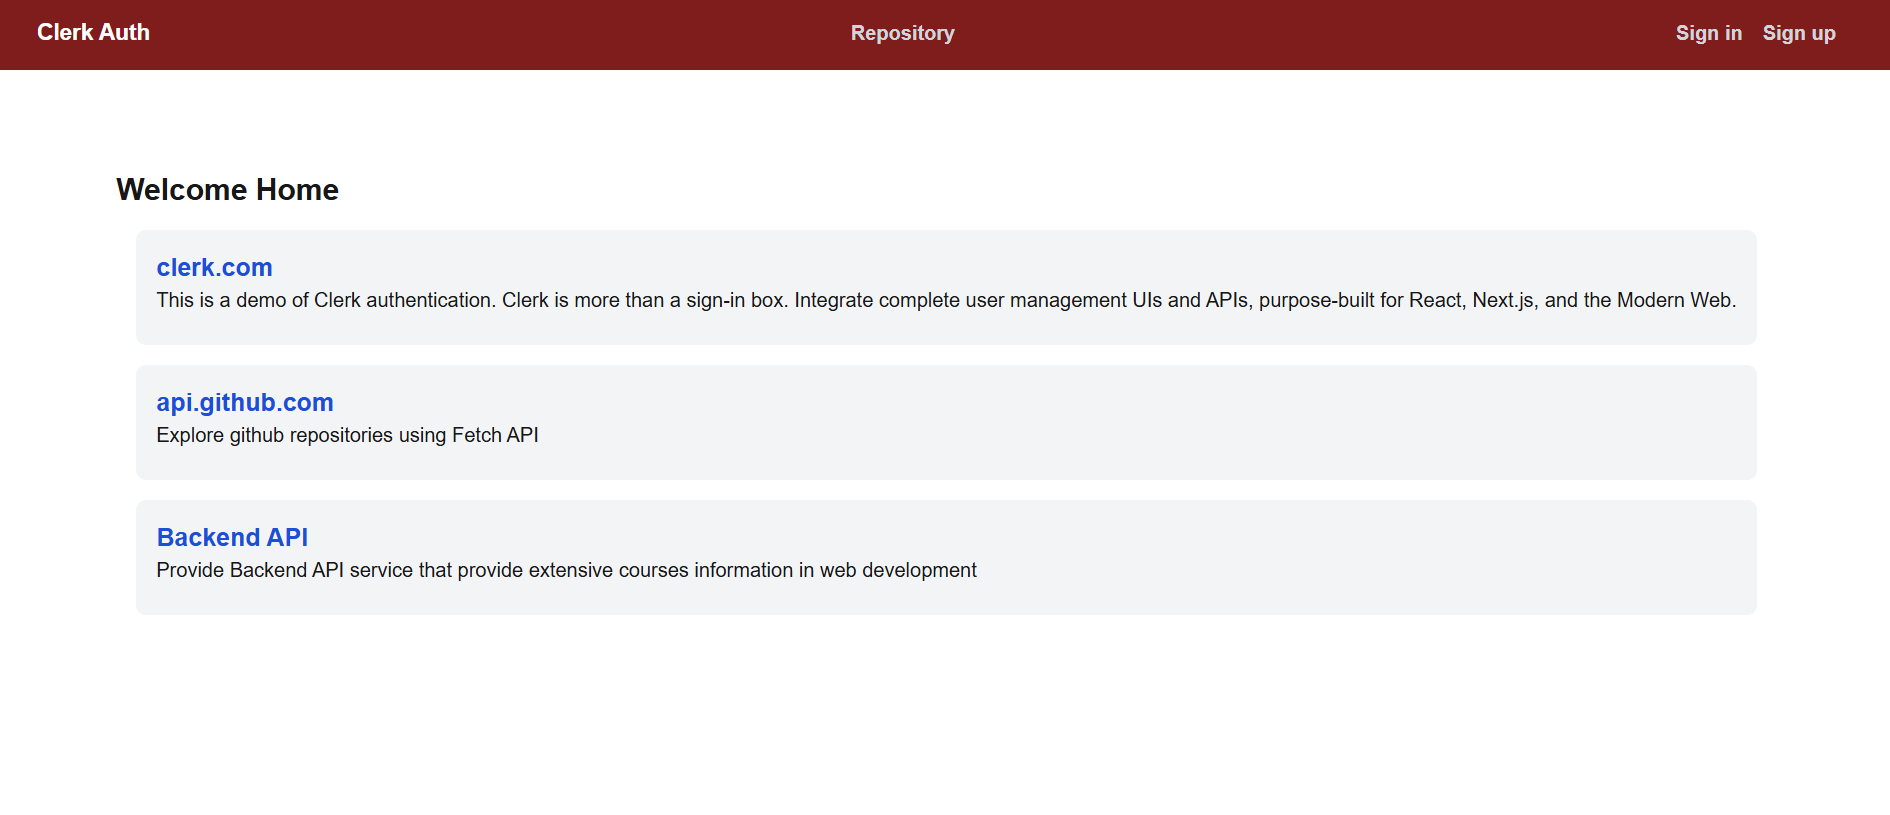 Clerk Auth
Repository
Sign in
Sign up
Welcome Home
clerk.com
This is a demo of Clerk authentication. Clerk is more than a sign-in box. Integrate complete user management UIs and APIs, purpose-built for React, Next.js, and the Modern Web.
api.github.com
Explore github repositories using Fetch API
Backend API
Provide Backend API service that provide extensive courses information in web development